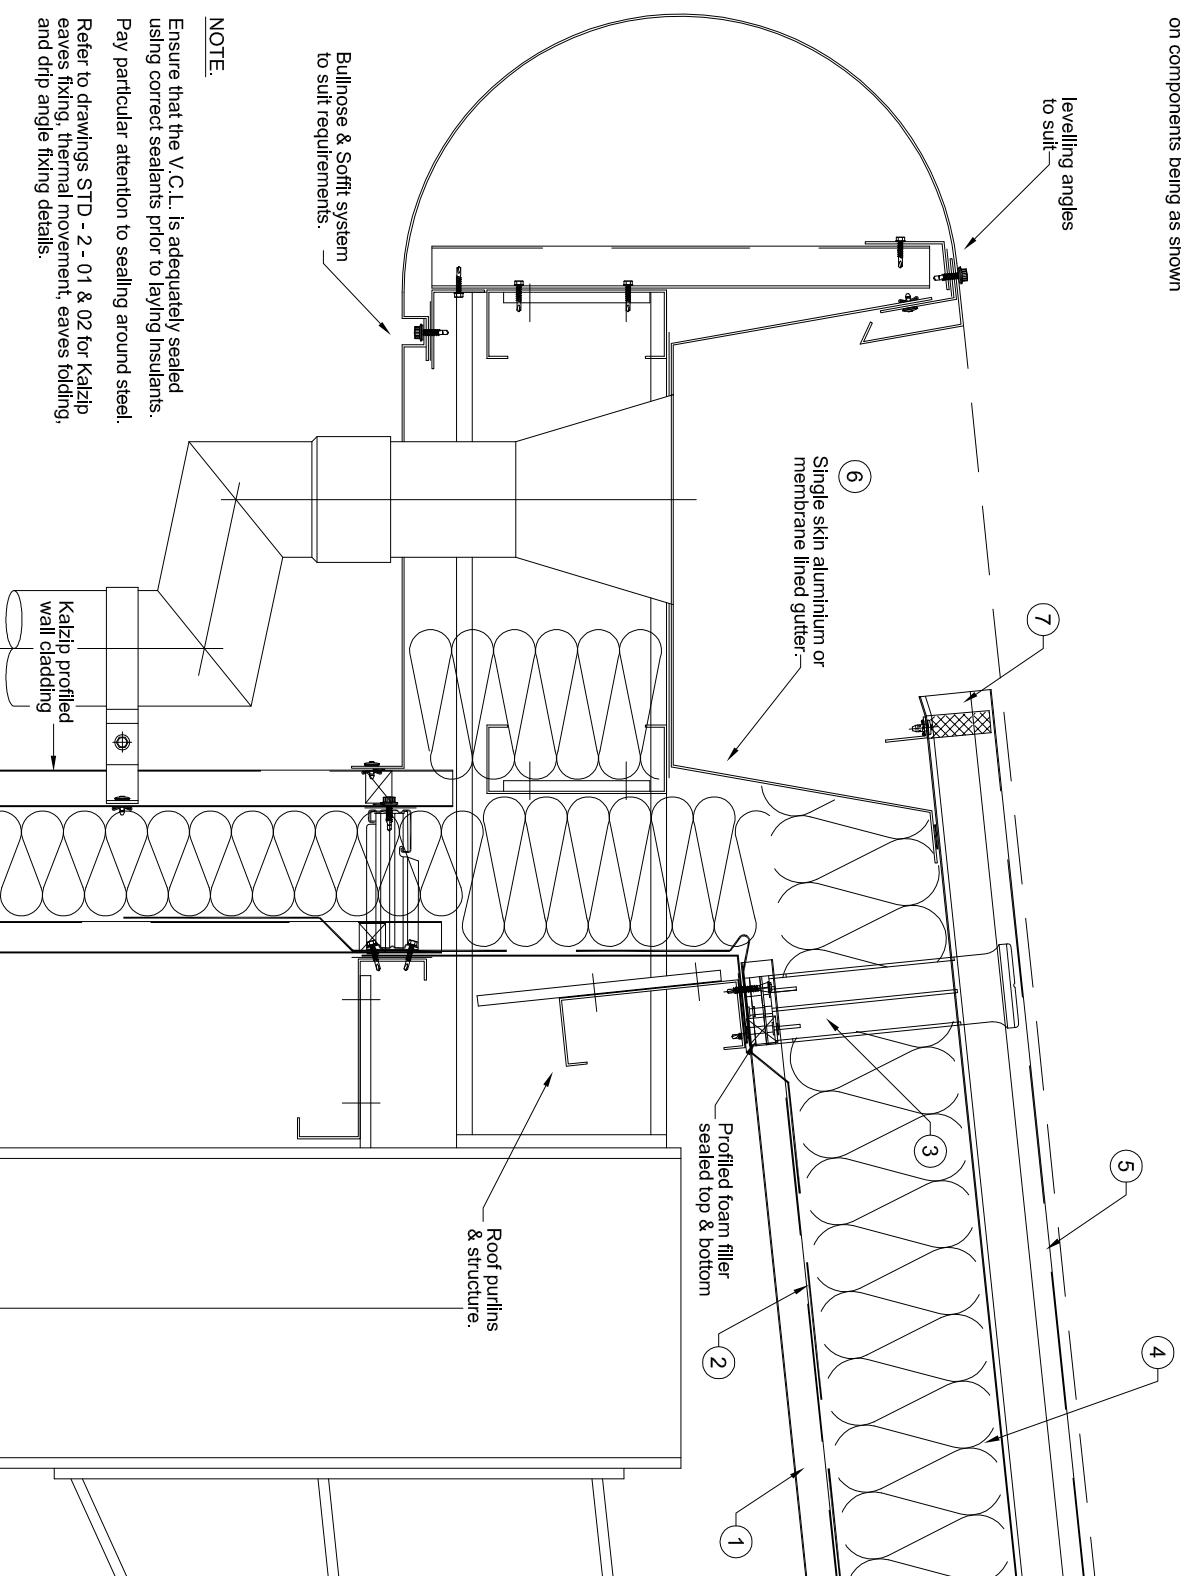 on components being as shown
levelling angles
to suit
6
Single skin aluminium or
membrane lined gutter.
7
5
4
3
Profiled foam filler
sealed top & bottom
2
1
Bullnose & Soffit system
to suit requirements.
Roof purlins
& structure.
NOTE.
Ensure that the V.C.L. is adequately sealed
using correct sealants prior to laying insulants.
Pay particular attention to sealing around steel.
Refer to drawings STD - 2 - 01 & 02 for Kalzip
eaves fixing, thermal movement, eaves folding,
and drip angle fixing details.
Kalzip profiled
wall cladding